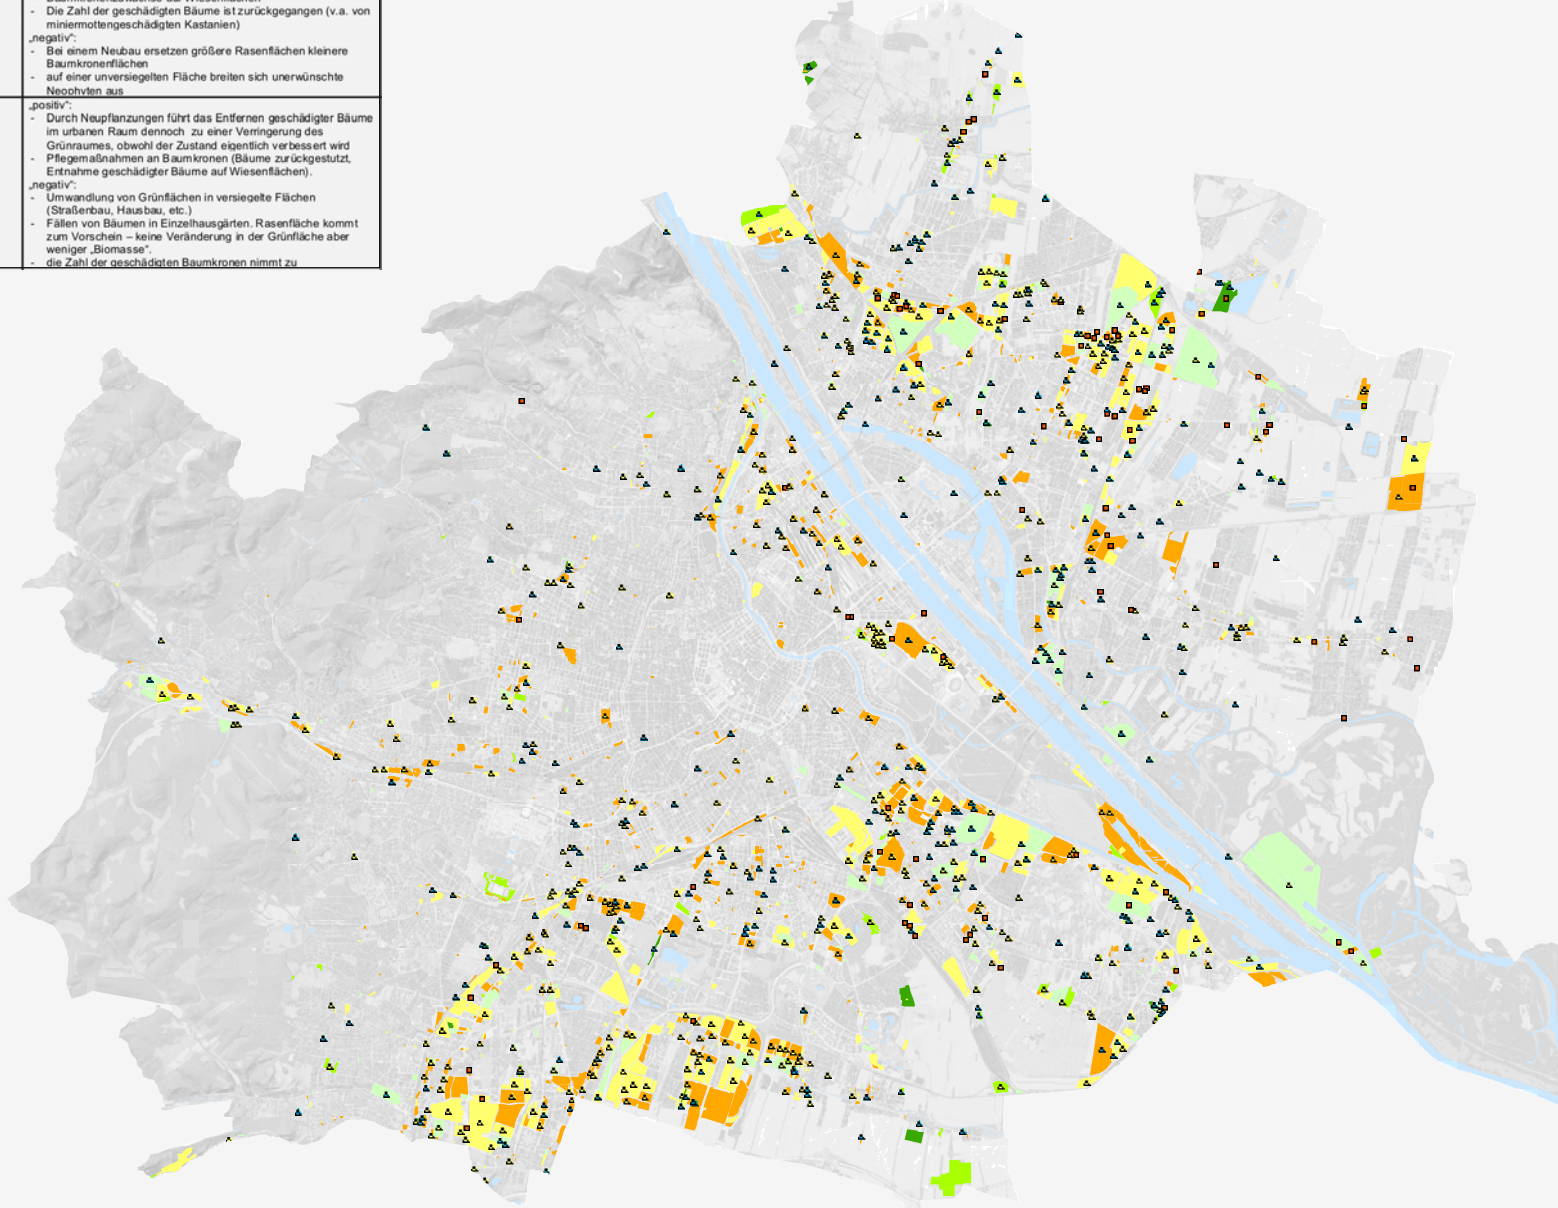 - Die Zahl der geschädigten Bäume ist zurückgegangen (v.a. von
miniermottengeschädigten Kastanien)
„negativ“:
- Bei einem Neubau ersetzen größere Rasenflächen kleinere
Baumkronenflächen
- auf einer unversiegelten Fläche breiten sich unerwünschte
Neophyten aus
„positiv“:
- Durch Neupflanzungen führt das Entfernen geschädigter Bäume
im urbanen Raum dennoch zu einer Verringerung des
Grünraumes, obwohl der Zustand eigentlich verbessert wird
- Pflegemaßnahmen an Baumkronen (Bäume zurückgestutzt,
Entnahme geschädigter Bäume auf Wiesenflächen).
„negativ“:
- Umwandlung von Grünflächen in versiegelte Flächen
(Straßenbau, Hausbau, etc.)
- Fällen von Bäumen in Einzelhausgärten. Rasenfläche kommt
zum Vorschein – keine Veränderung in der Grünfläche aber
weniger „Biomasse“.
- die Zahl der geschädigten Baumkronen nimmt zu